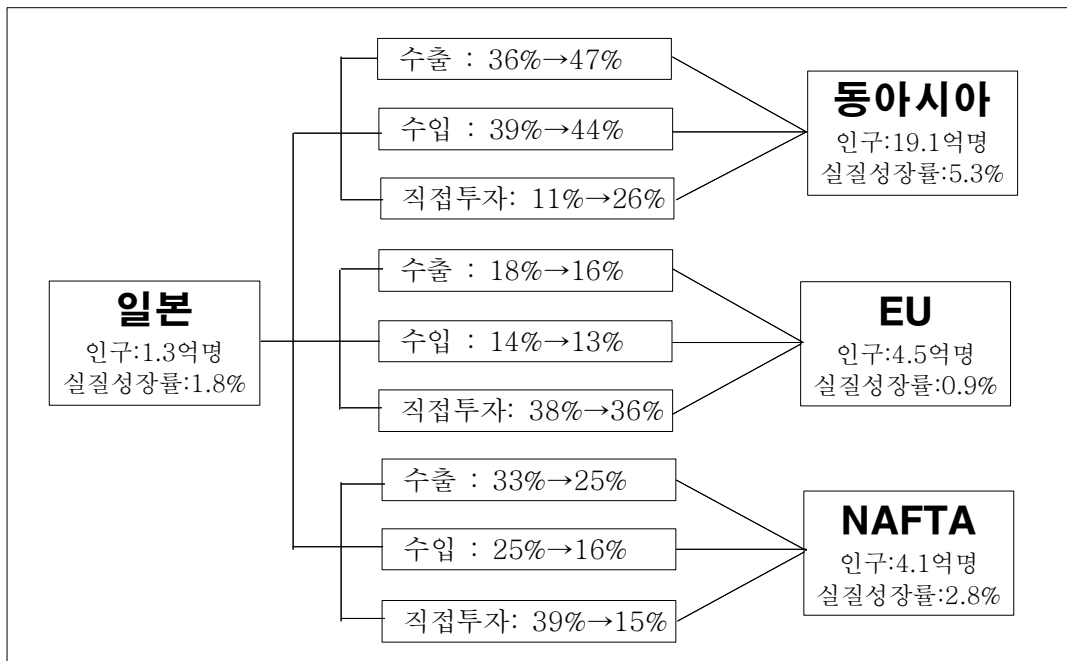 수출 : 36%→47%
수입 : 39%→44%
직접투자: 11%→26%
동아시아
인구:19.1억명
실질성장률:5.3%
일본
인구:1.3억명
실질성장률:1.8%
수출 : 18%→16%
수입 : 14%→13%
직접투자: 38%→36%
EU
인구:4.5억명
실질성장률:0.9%
수출 : 33%→25%
수입 : 25%→16%
직접투자: 39%→15%
NAFTA
인구:4.1억명
실질성장률:2.8%